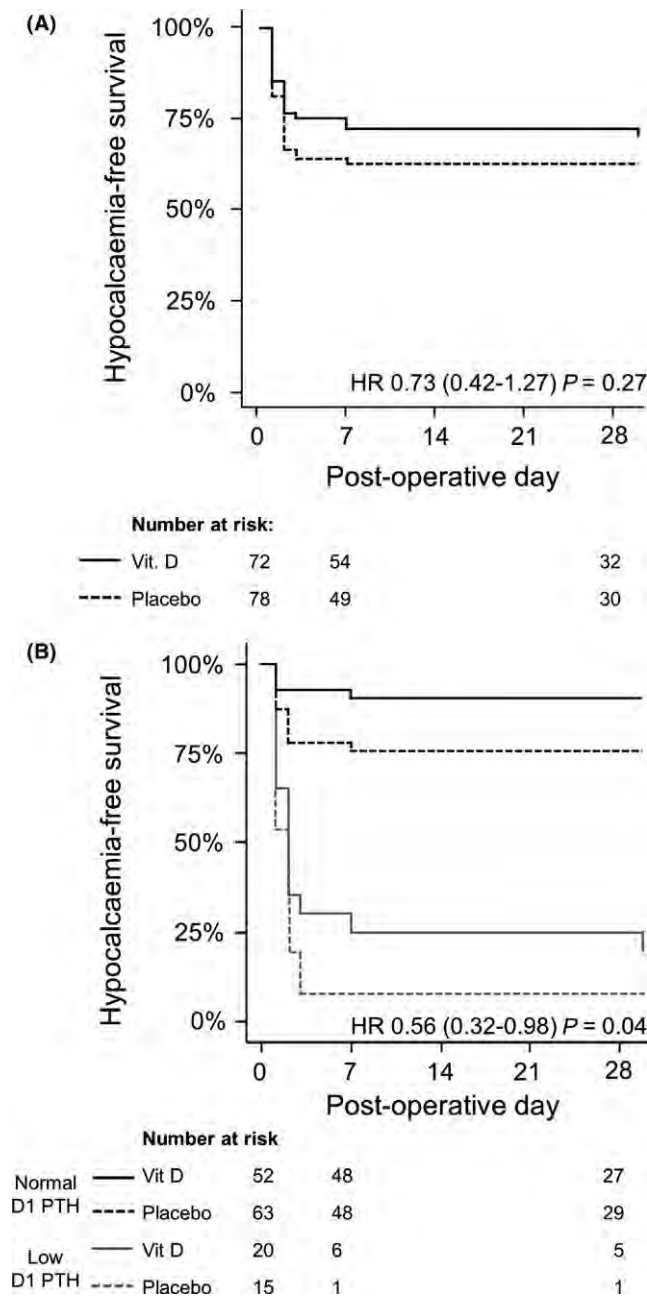 (A)
Hypocalcaemia-free survival
100%
75%
50%
25%
0%
HR 0.73 (0.42-1.27) P = 0.27
0 7 14 21 28
Post-operative day
Number at risk:
Vit. D 72 54 32
Placebo 78 49 30
(B)
Hypocalcaemia-free survival
100%
75%
50%
25%
0%
HR 0.56 (0.32-0.98) P = 0.04
0 7 14 21 28
Post-operative day
Number at risk
Normal D1 PTH
Vit D 52 48 27
Placebo 63 48 29
Low D1 PTH
Vit D 20 6 5
Placebo 15 1 1